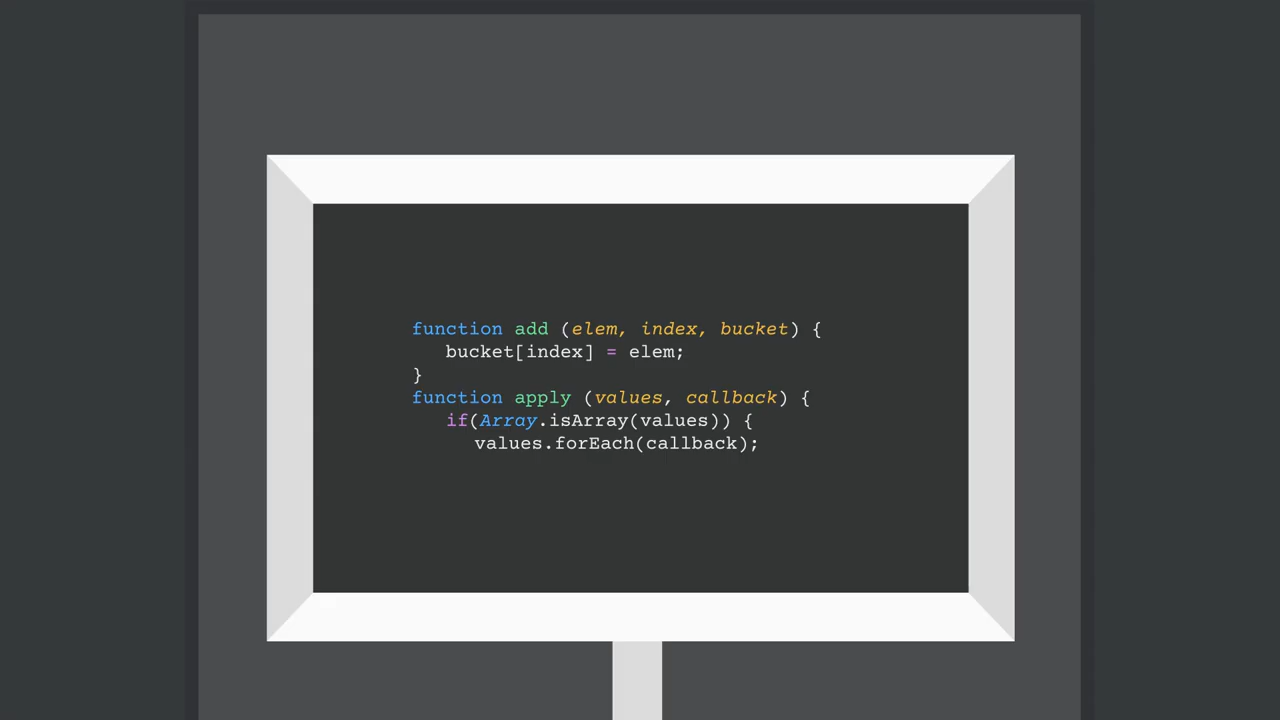 function add (elem, index, bucket) {
bucket[index] = elem;
}
function apply (values, callback) {
if(Array.isArray(values)) {
values.forEach(callback);